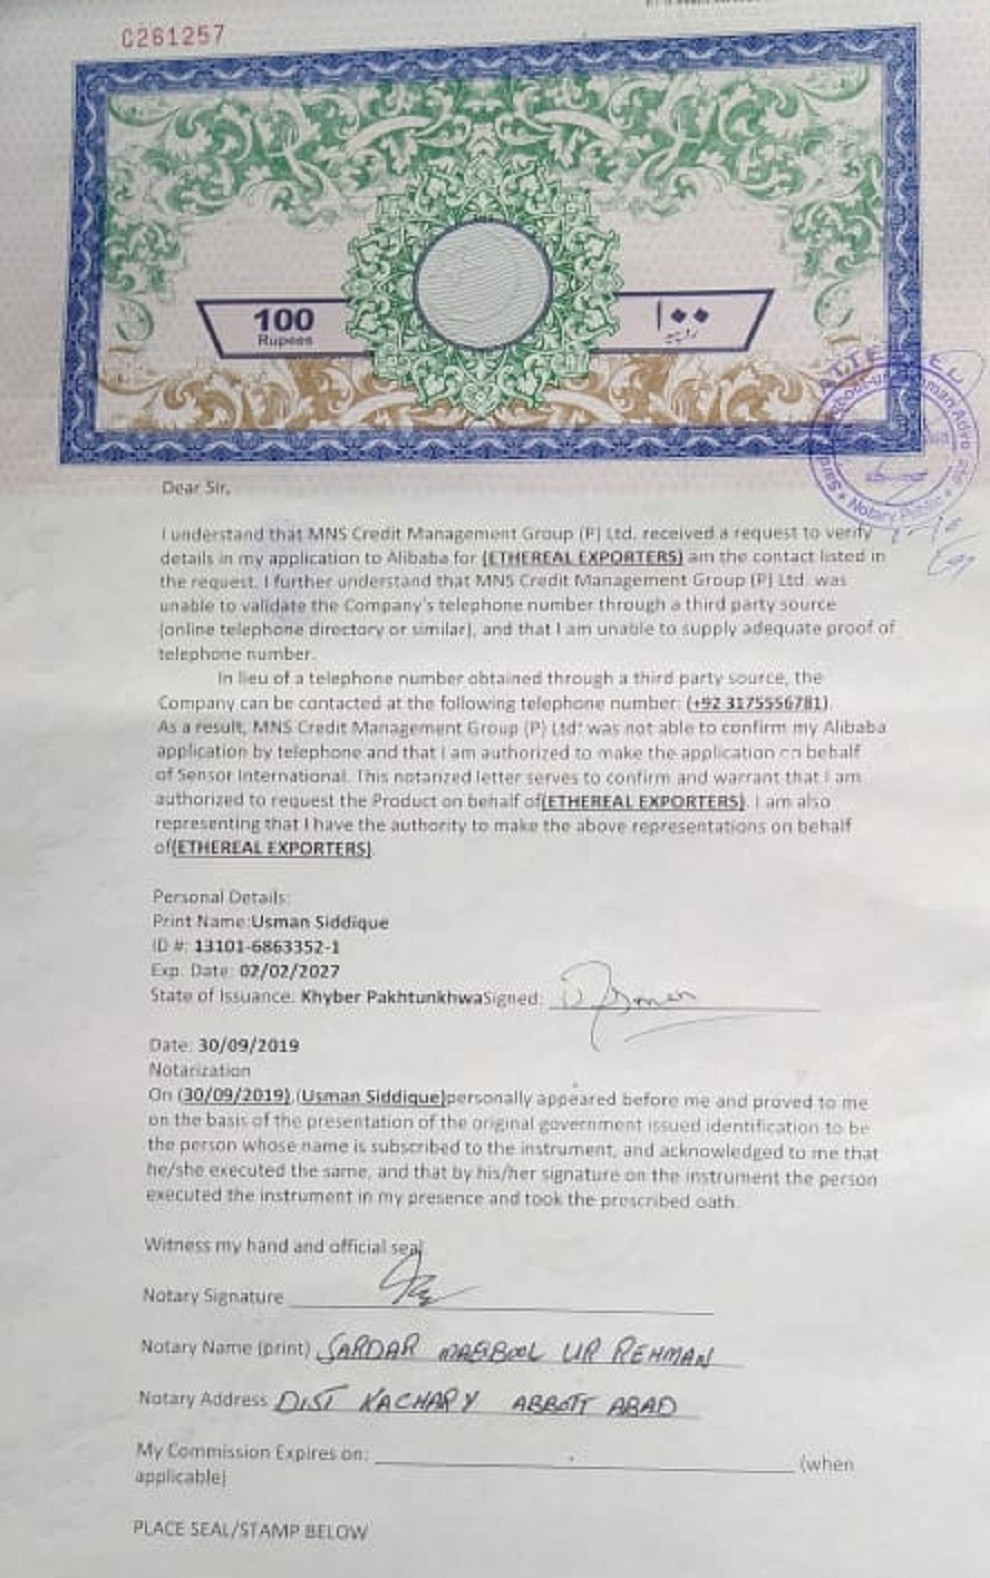 C261257
100
Rupees
۱۰۰
روپیہ
ATTESTED
Notary Public
Dear Sir,
I understand that MNS Credit Management Group (P) Ltd. received a request to verify
details in my application to Alibaba for (ETHEREAL EXPORTERS) am the contact listed in
the request. I further understand that MNS Credit Management Group (P) Ltd. was
unable to validate the Company's telephone number through a third party source
(online telephone directory or similar), and that I am unable to supply adequate proof of
telephone number.
In lieu of a telephone number obtained through a third party source, the
Company can be contacted at the following telephone number: (+92 3175556781)
As a result, MNS Credit Management Group (P) Ltd' was not able to confirm my Alibaba
application by telephone and that I am authorized to make the application on behalf
of Sensor International. This notarized letter serves to confirm and warrant that I am
authorized to request the Product on behalf of(ETHEREAL EXPORTERS). I am also
representing that I have the authority to make the above representations on behalf
of(ETHEREAL EXPORTERS).
Personal Details:
Print Name:Usman Siddique
ID #: 13101-6863352-1
Exp. Date: 02/02/2027
State of Issuance: Khyber PakhtunkhwaSigned:
Date: 30/09/2019
Notarization
On (30/09/2019),(Usman Siddique)personally appeared before me and proved to me
on the basis of the presentation of the original government issued identification to be
the person whose name is subscribed to the instrument, and acknowledged to me that
he/she executed the same, and that by his/her signature on the instrument the person
executed the instrument in my presence and took the prescribed oath.
Witness my hand and official seal
Notary Signature
Notary Name (print) SARDAR MAQBOOL UR REHMAN
Notary Address DIST KACHARY ABBOTT ABAD
My Commission Expires on: (when
applicable)
PLACE SEAL/STAMP BELOW